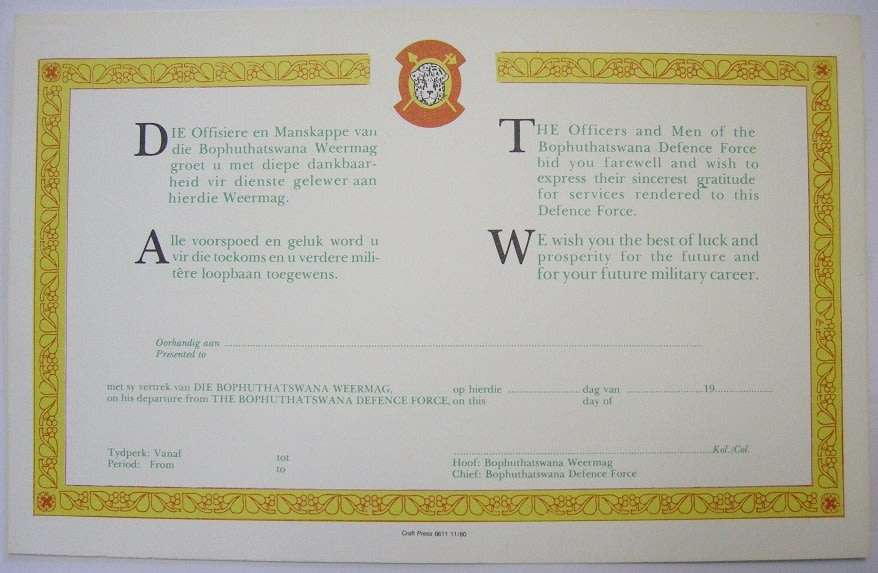 DIE Offisiere en Manskappe van
die Bophuthatswana Weermag
groet u met diepe dankbaar-
heid vir dienste gelewer aan
hierdie Weermag.
Alle voorspoed en geluk word u
vir die toekoms en u verdere mili-
têre loopbaan toegewens.
THE Officers and Men of the
Bophuthatswana Defence Force
bid you farewell and wish to
express their sincerest gratitude
for services rendered to this
Defence Force.
WE wish you the best of luck and
prosperity for the future and
for your future military career.
Oorhandig aan
Presented to
met sy vertrek van DIE BOPHUTHATSWANA WEERMAG, op hierdie dag van 19
on his departure from THE BOPHUTHATSWANA DEFENCE FORCE, on this day of
Tydperk: Vanaf tot
Period: From to
Kol./Col.
Hoof: Bophuthatswana Weermag
Chief: Bophuthatswana Defence Force
Craft Press 6611 11/80